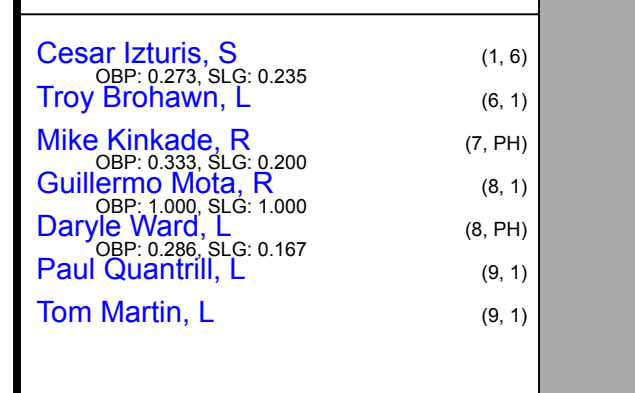 Cesar Izturis, S (1, 6)
OBP: 0.273, SLG: 0.235
Troy Brohawn, L (6, 1)
Mike Kinkade, R (7, PH)
OBP: 0.333, SLG: 0.200
Guillermo Mota, R (8, 1)
OBP: 1.000, SLG: 1.000
Daryle Ward, L (8, PH)
OBP: 0.286, SLG: 0.167
Paul Quantrill, L (9, 1)
Tom Martin, L (9, 1)